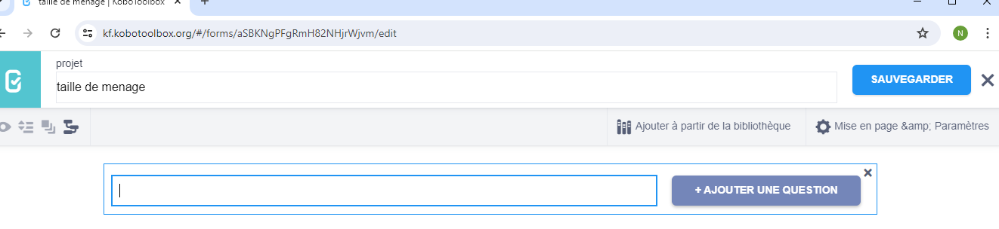 taille de menage | KoboToolbox
kf.kobotoolbox.org/#/forms/aSBKNgPFgRmH82NHjrWjvm/edit
N
projet
taille de menage
SAUVEGARDER
Ajouter à partir de la bibliothèque
Mise en page &amp; Paramètres
+ AJOUTER UNE QUESTION